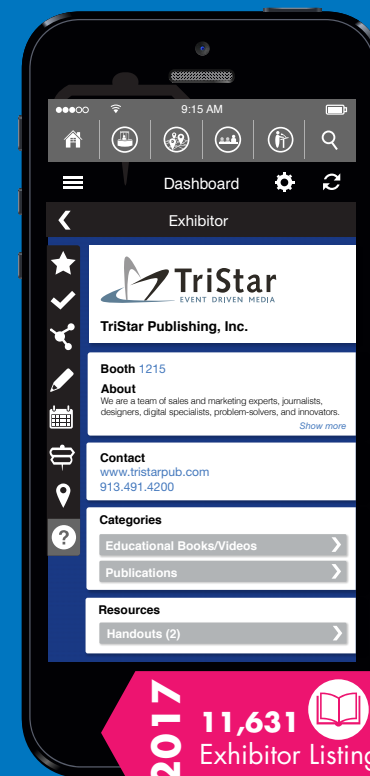 9:15 AM
Dashboard
Exhibitor
TriStar
EVENT DRIVEN MEDIA
TriStar Publishing, Inc.
Booth 1215
About
We are a team of sales and marketing experts, journalists,
designers, digital specialists, problem-solvers, and innovators.
Show more
Contact
www.tristarpub.com
913.491.4200
Categories
Educational Books/Videos
Publications
Resources
Handouts (2)
?
2017
11,631
Exhibitor Listing